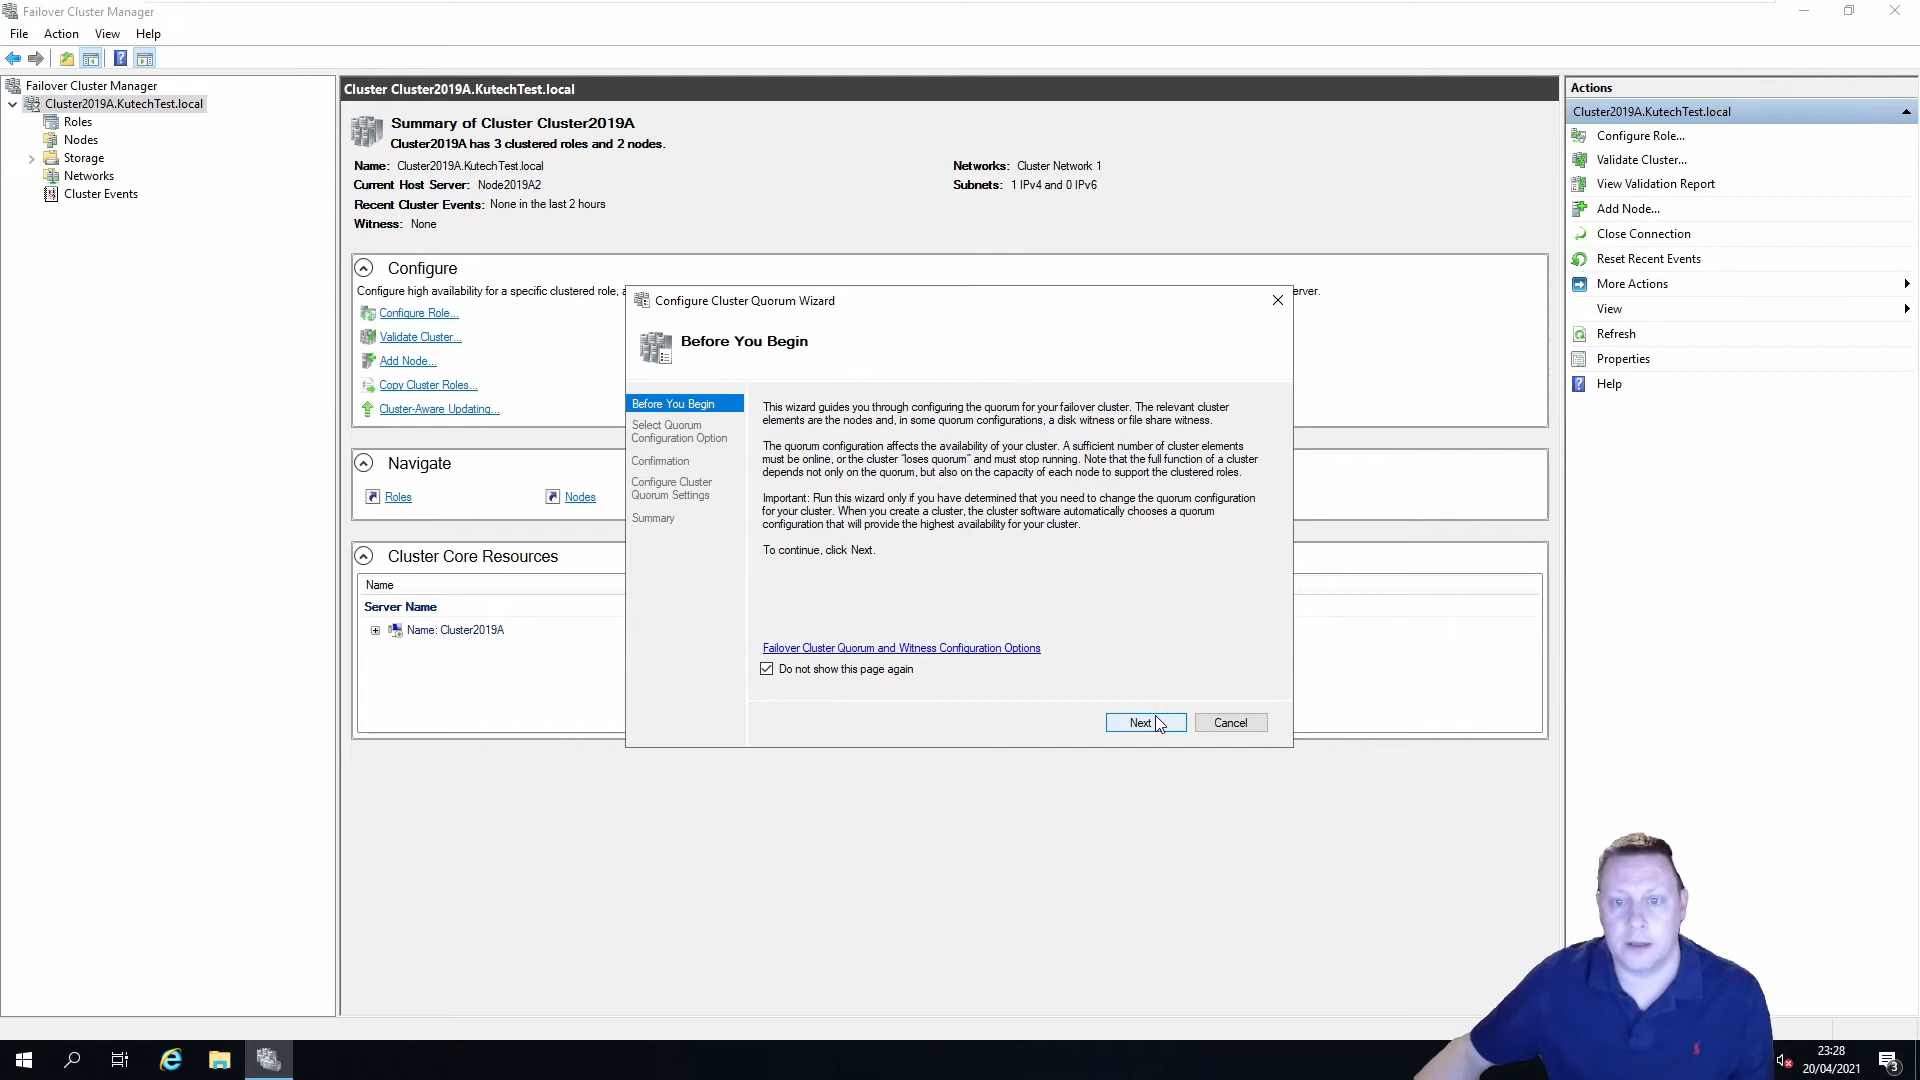 Failover Cluster Manager
File Action View Help
Failover Cluster Manager
Cluster2019A.KutechTest.local
Roles
Nodes
Storage
Networks
Cluster Events
Cluster Cluster2019A.KutechTest.local
Summary of Cluster Cluster2019A
Cluster2019A has 3 clustered roles and 2 nodes.
Name: Cluster2019A.KutechTest.local
Networks: Cluster Network 1
Current Host Server: Node2019A2
Subnets: 1 IPv4 and 0 IPv6
Recent Cluster Events: None in the last 2 hours
Witness: None
Configure
Configure high availability for a specific clustered role, a
erver.
Configure Role...
Validate Cluster...
Add Node...
Copy Cluster Roles...
Cluster-Aware Updating...
Navigate
Roles
Nodes
Cluster Core Resources
Name
Server Name
Name: Cluster2019A
Configure Cluster Quorum Wizard
Before You Begin
Before You Begin
Select Quorum
Configuration Option
Confirmation
Configure Cluster
Quorum Settings
Summary
This wizard guides you through configuring the quorum for your failover cluster. The relevant cluster
elements are the nodes and, in some quorum configurations, a disk witness or file share witness.
The quorum configuration affects the availability of your cluster. A sufficient number of cluster elements
must be online, or the cluster "loses quorum" and must stop running. Note that the full function of a cluster
depends not only on the quorum, but also on the capacity of each node to support the clustered roles.
Important: Run this wizard only if you have determined that you need to change the quorum configuration
for your cluster. When you create a cluster, the cluster software automatically chooses a quorum
configuration that will provide the highest availability for your cluster.
To continue, click Next.
Failover Cluster Quorum and Witness Configuration Options
Do not show this page again
Next
Cancel
Actions
Cluster2019A.KutechTest.local
Configure Role...
Validate Cluster...
View Validation Report
Add Node...
Close Connection
Reset Recent Events
More Actions
View
Refresh
Properties
Help
23:28
20/04/2021
3